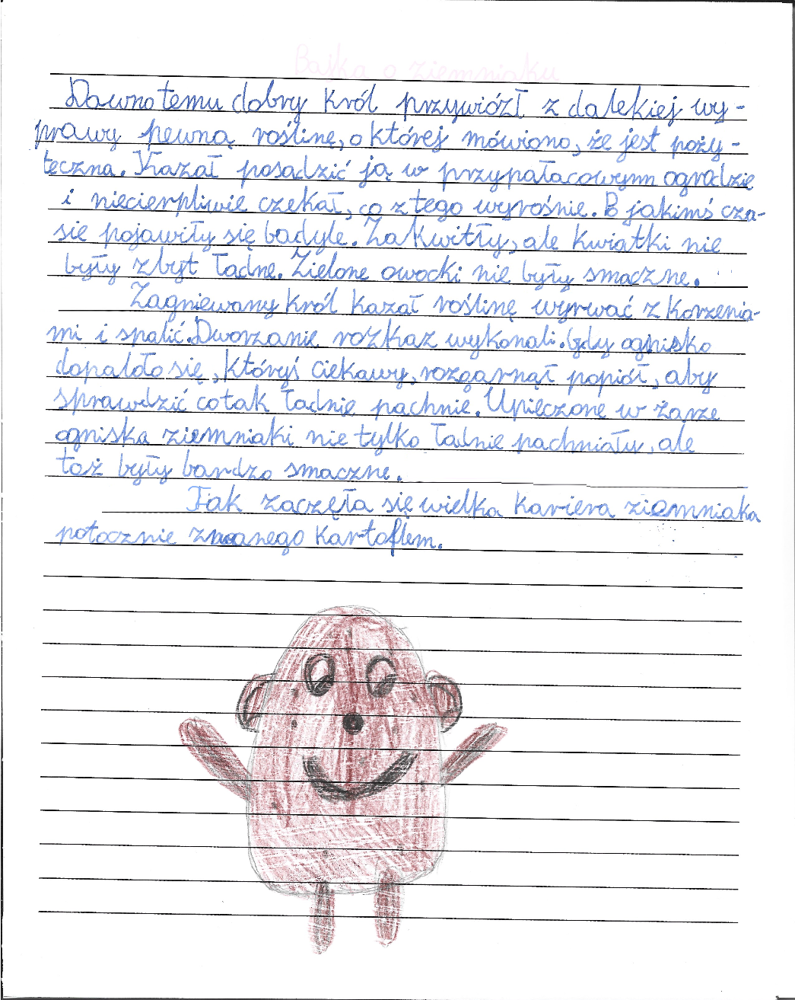 Bajka o ziemniaku
Dawno temu dobry król przywiózł z dalekiej wy-
prawy pewną roślinę, o której mówiono, że jest poży-
teczna. Kazał posadzić ją w przypałacowym ogrodzie
i niecierpliwie czekał, co z tego wyrośnie. P jakimś cza-
sie pojawiły się badyle. Zakwitły, ale kwiatki nie
były zbyt ładne. Zielone owocki nie były smaczne.
Zagniewany król kazał roślinę wyrwać z korzenia-
mi i spalić. Dworzanie rozkaz wykonali. Gdy ognisko
dopaldło się, któryś ciekawy, rozgarnął popiół, aby
sprawdzić co tak ładnie pachnie. Upieczone w żarze
ogniska ziemniaki nie tylko ładnie pachniały, ale
też były bardzo smaczne.
Tak zaczęła się wielka kariera ziemniaka
potocznie zwanego kartoflem.